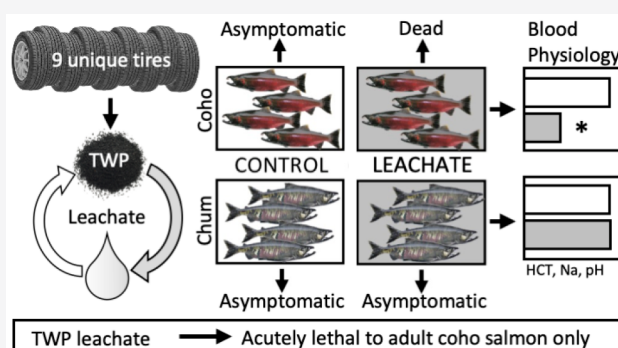 9 unique tires
TWP
Leachate
Asymptomatic
Dead
Blood
Physiology
Coho
*
CONTROL
LEACHATE
Chum
HCT, Na, pH
Asymptomatic
Asymptomatic
TWP leachate
Acutely lethal to adult coho salmon only